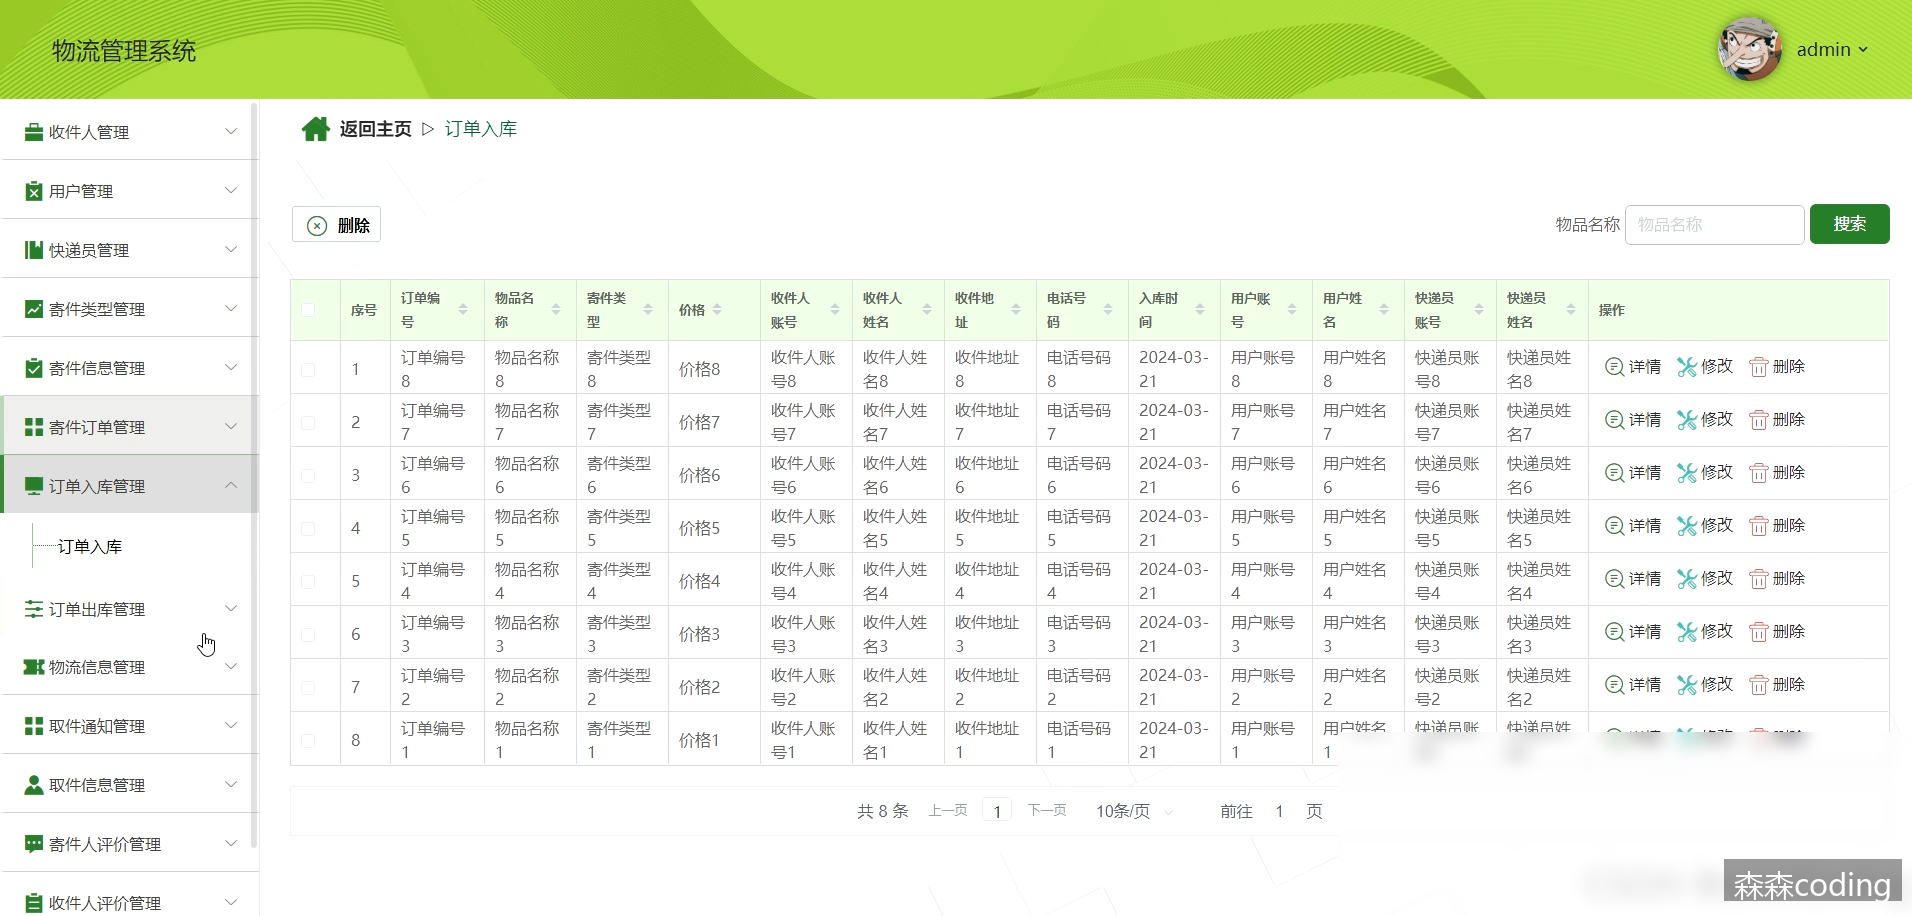 物流管理系统
admin
收件人管理
用户管理
快递员管理
寄件类型管理
寄件信息管理
寄件订单管理
订单入库管理
订单入库
订单出库管理
物流信息管理
取件通知管理
取件信息管理
寄件人评价管理
收件人评价管理
返回主页 ▷ 订单入库
删除
物品名称 物品名称 搜索
序号 订单编号 物品名称 寄件类型 价格 收件人账号 收件人姓名 收件地址 电话号码 入库时间 用户账号 用户姓名 快递员账号 快递员姓名 操作
1 订单编号8 物品名称8 寄件类型8 价格8 收件人账号8 收件人姓名8 收件地址8 电话号码8 2024-03-21 用户账号8 用户姓名8 快递员账号8 快递员姓名8 详情 修改 删除
2 订单编号7 物品名称7 寄件类型7 价格7 收件人账号7 收件人姓名7 收件地址7 电话号码7 2024-03-21 用户账号7 用户姓名7 快递员账号7 快递员姓名7 详情 修改 删除
3 订单编号6 物品名称6 寄件类型6 价格6 收件人账号6 收件人姓名6 收件地址6 电话号码6 2024-03-21 用户账号6 用户姓名6 快递员账号6 快递员姓名6 详情 修改 删除
4 订单编号5 物品名称5 寄件类型5 价格5 收件人账号5 收件人姓名5 收件地址5 电话号码5 2024-03-21 用户账号5 用户姓名5 快递员账号5 快递员姓名5 详情 修改 删除
5 订单编号4 物品名称4 寄件类型4 价格4 收件人账号4 收件人姓名4 收件地址4 电话号码4 2024-03-21 用户账号4 用户姓名4 快递员账号4 快递员姓名4 详情 修改 删除
6 订单编号3 物品名称3 寄件类型3 价格3 收件人账号3 收件人姓名3 收件地址3 电话号码3 2024-03-21 用户账号3 用户姓名3 快递员账号3 快递员姓名3 详情 修改 删除
7 订单编号2 物品名称2 寄件类型2 价格2 收件人账号2 收件人姓名2 收件地址2 电话号码2 2024-03-21 用户账号2 用户姓名2 快递员账号2 快递员姓名2 详情 修改 删除
8 订单编号1 物品名称1 寄件类型1 价格1 收件人账号1 收件人姓名1 收件地址1 电话号码1 2024-03-21 用户账号1 用户姓名1 快递员账 快递员姓
共 8 条 上一页 1 下一页 10条/页 前往 1 页
森森coding